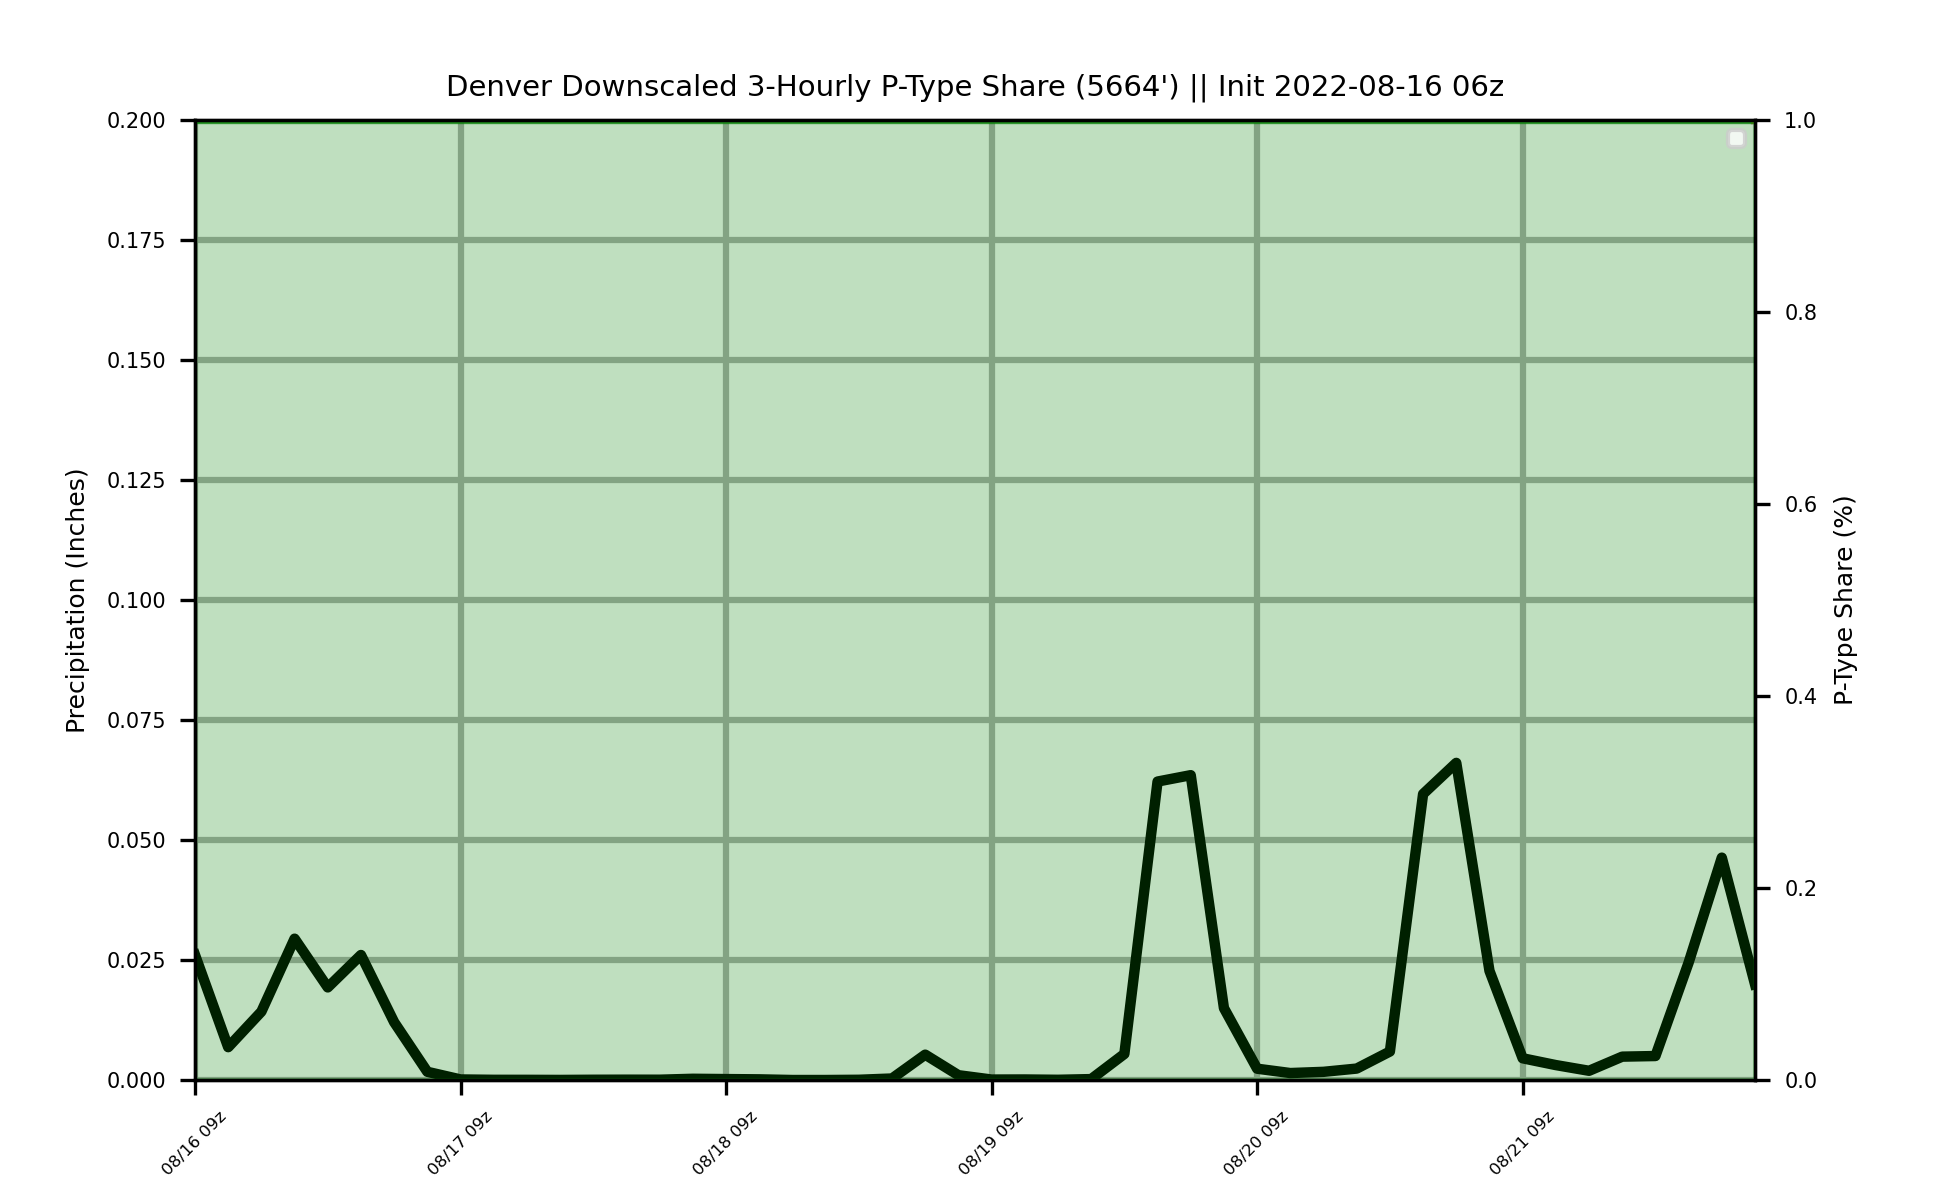 Denver Downscaled 3-Hourly P-Type Share (5664') || Init 2022-08-16 06z
Precipitation (Inches)
0.200
0.175
0.150
0.125
0.100
0.075
0.050
0.025
0.000
1.0
0.8
0.6
0.4
0.2
0.0
P-Type Share (%)
08/16 09z
08/17 09z
08/18 09z
08/19 09z
08/20 09z
08/21 09z